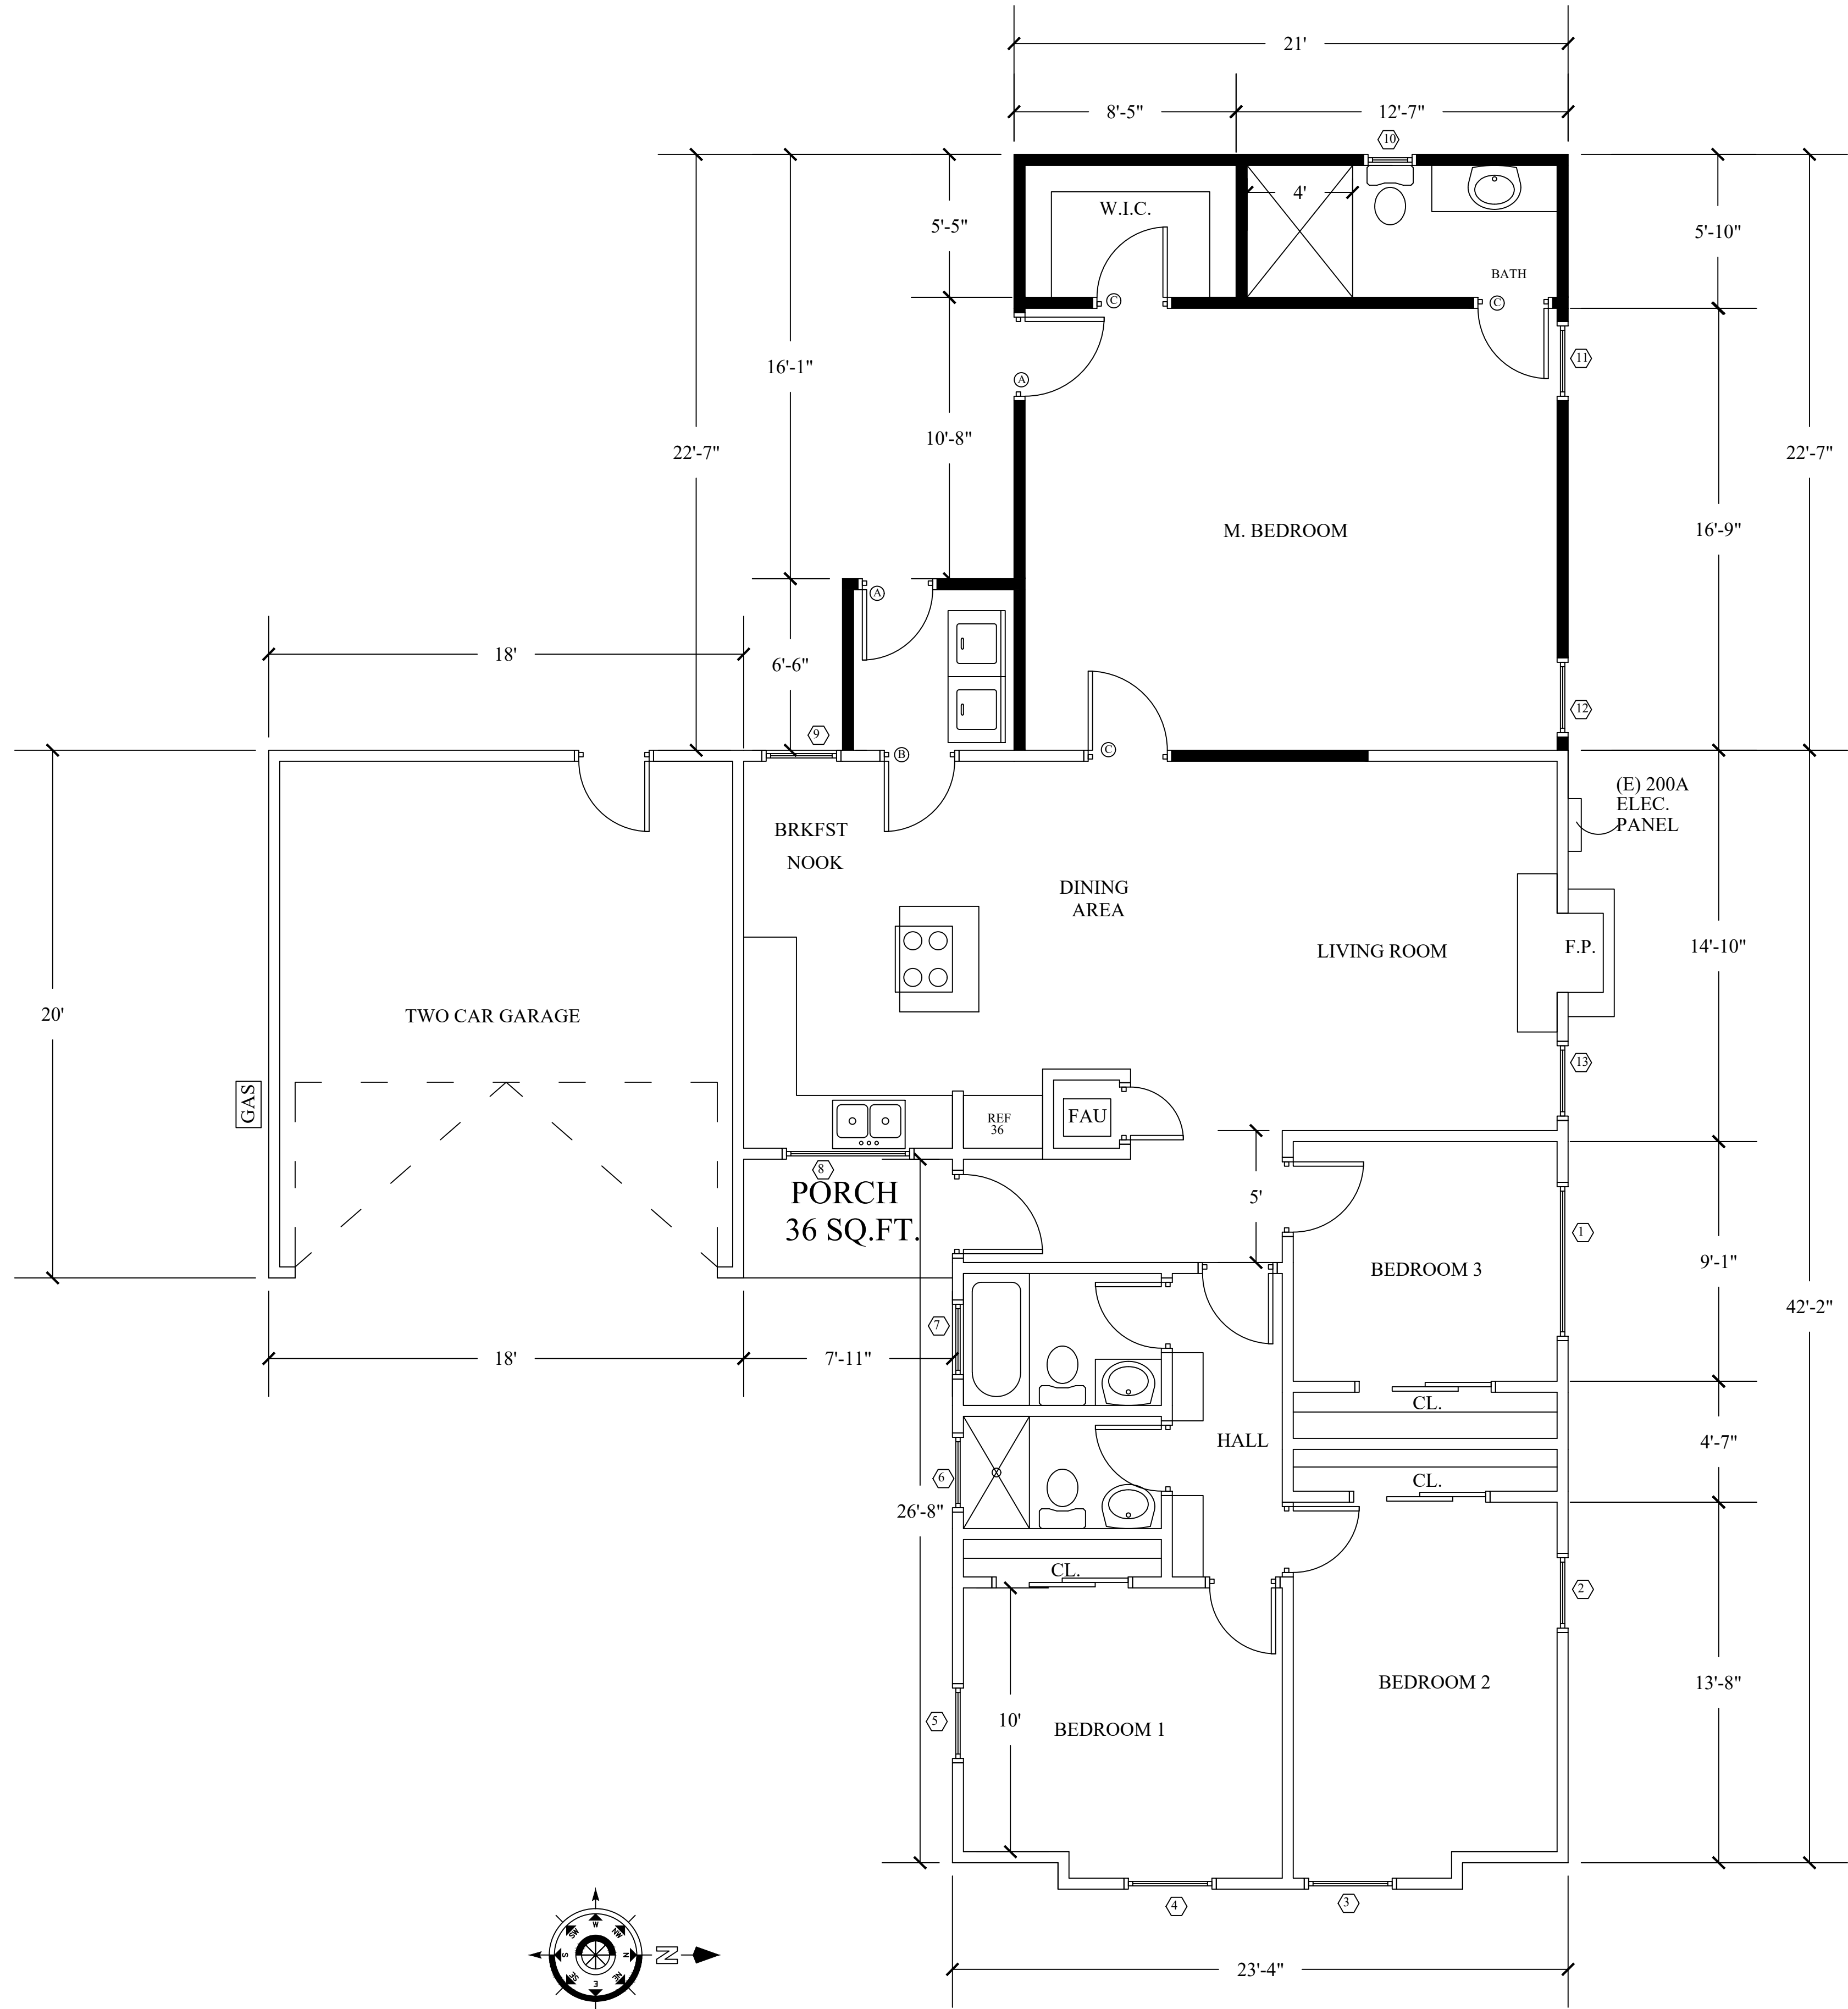 21'
8'-5"
12'-7"
10
W.I.C.
4'
5'-5"
5'-10"
BATH
C
C
16'-1"
11
A
10'-8"
22'-7"
22'-7"
M. BEDROOM
16'-9"
A
18'
6'-6"
12
9
B
C
(E) 200A
ELEC.
PANEL
BRKFST
NOOK
DINING
AREA
LIVING ROOM
F.P.
14'-10"
20'
TWO CAR GARAGE
13
GAS
REF
36
FAU
8
PORCH
36 SQ.FT.
5'
1
BEDROOM 3
9'-1"
42'-2"
7
18'
7'-11"
CL.
HALL
4'-7"
6
CL.
26'-8"
CL.
2
BEDROOM 2
13'-8"
5
10'
BEDROOM 1
4
3
W
SW
NW
S
N
N
SE
NE
E
23'-4"